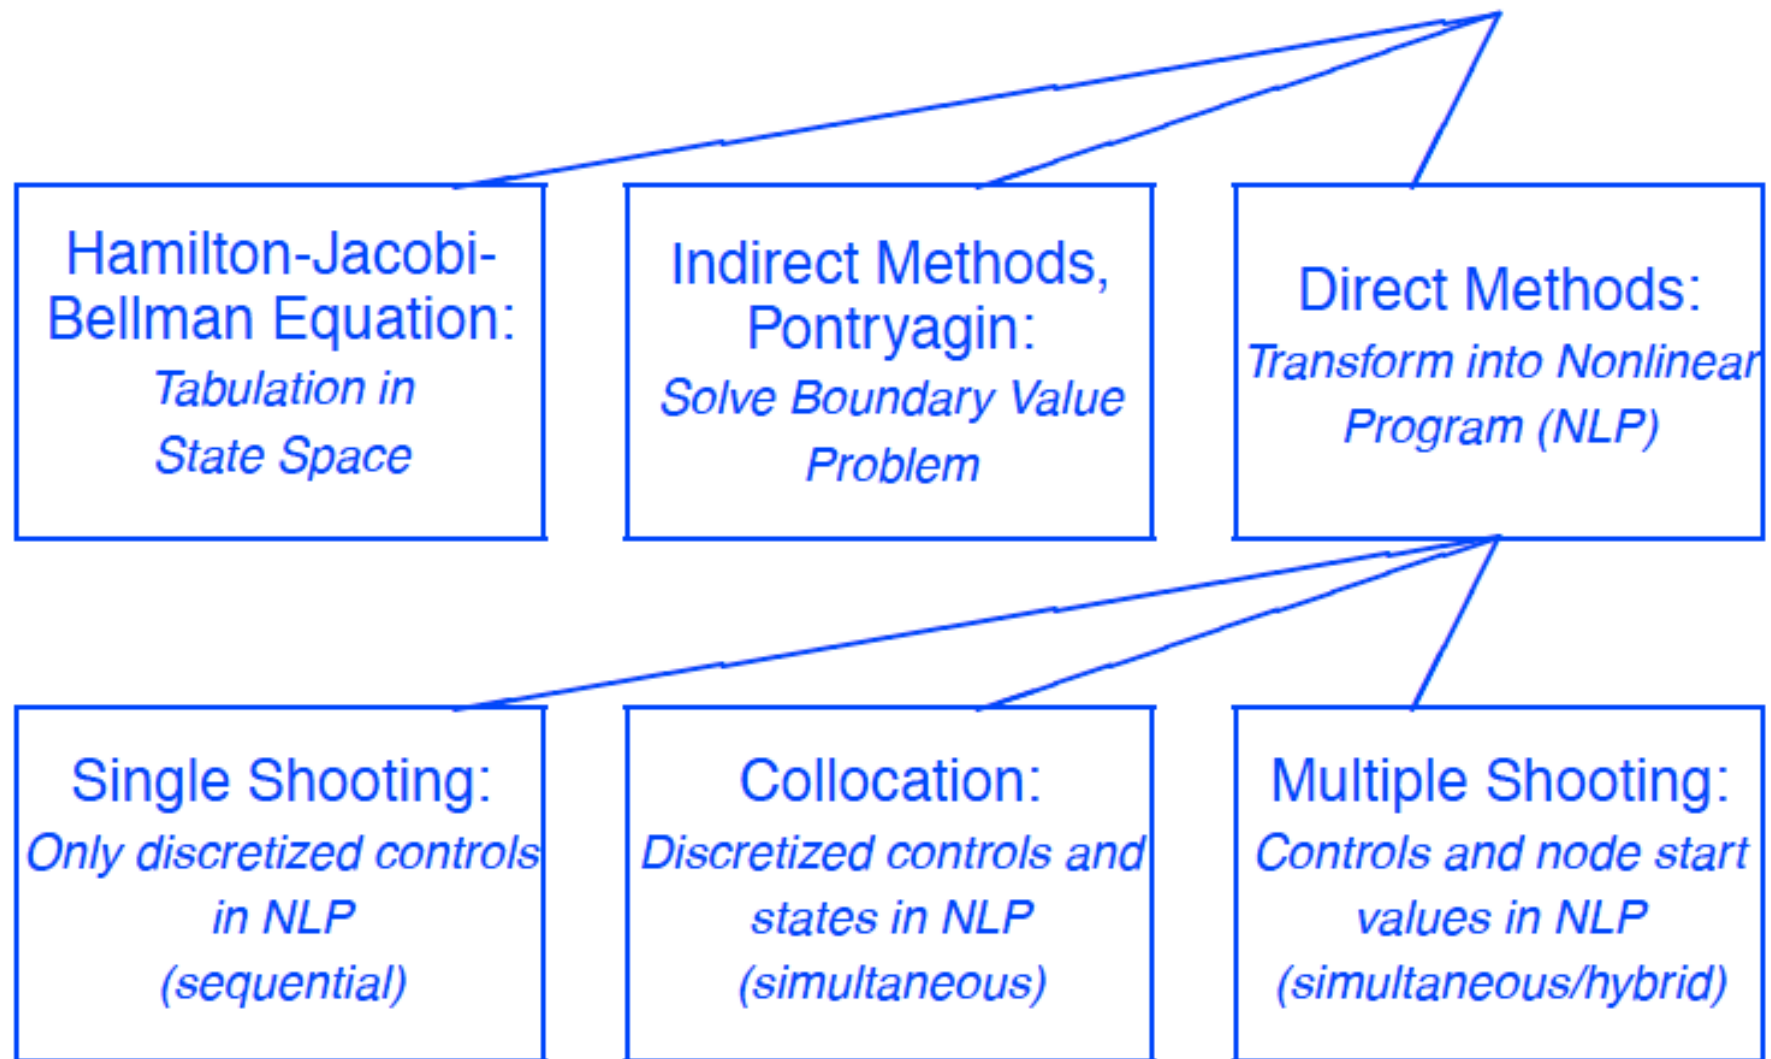 Hamilton-Jacobi-
Bellman Equation:
Tabulation in
State Space
Indirect Methods,
Pontryagin:
Solve Boundary Value
Problem
Direct Methods:
Transform into Nonlinear
Program (NLP)
Single Shooting:
Only discretized controls
in NLP
(sequential)
Collocation:
Discretized controls and
states in NLP
(simultaneous)
Multiple Shooting:
Controls and node start
values in NLP
(simultaneous/hybrid)